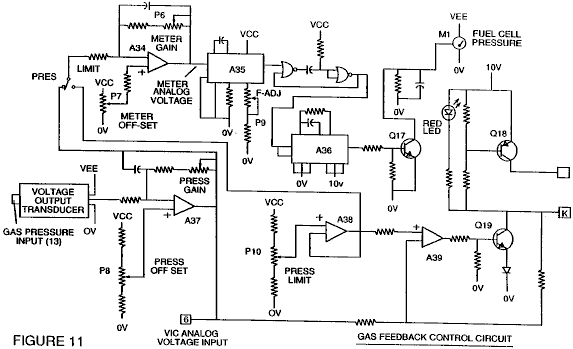 P6
METER
GAIN
A34
LIMIT
PRES
VCC
P7
METER
OFF-SET
0V
METER
ANALOG
VOLTAGE
VCC
A35
F-ADJ
P9
0V
0V
VCC
A36
0V
10v
Q17
0V
M1
VEE
FUEL CELL
PRESSURE
0V
0V
10V
RED
LED
Q18
K
VOLTAGE
OUTPUT
TRANSDUCER
VEE
OV
GAS PRESSURE
INPUT (13)
PRESS
GAIN
A37
VCC
P8
PRESS
OFF SET
0V
VCC
P10
PRESS
LIMIT
OV
A38
A39
Q19
0V
0V
6
VIC ANALOG
VOLTAGE INPUT
GAS FEEDBACK CONTROL CIRCUIT
FIGURE 11